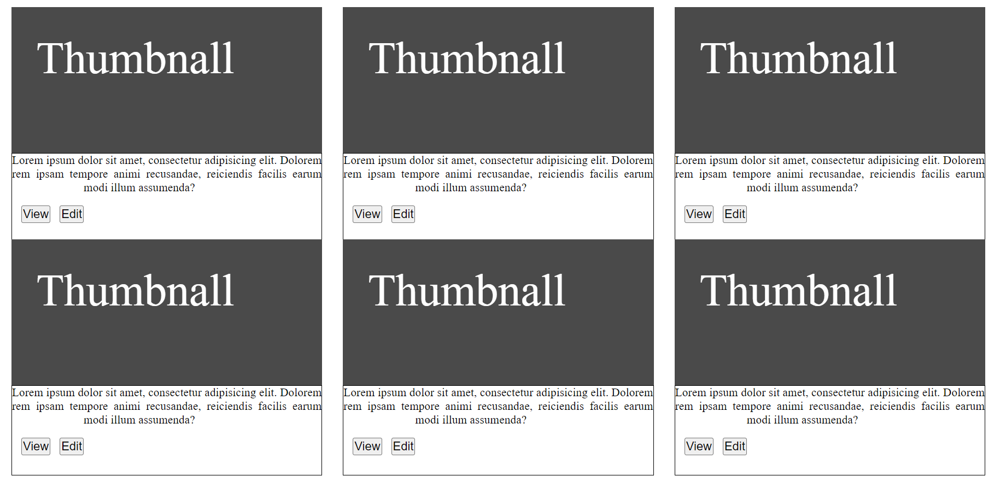 Thumbnall
Lorem ipsum dolor sit amet, consectetur adipisicing elit. Dolorem
rem ipsam tempore animi recusandae, reiciendis facilis earum
modi illum assumenda?
View Edit
Thumbnall
Lorem ipsum dolor sit amet, consectetur adipisicing elit. Dolorem
rem ipsam tempore animi recusandae, reiciendis facilis earum
modi illum assumenda?
View Edit
Thumbnall
Lorem ipsum dolor sit amet, consectetur adipisicing elit. Dolorem
rem ipsam tempore animi recusandae, reiciendis facilis earum
modi illum assumenda?
View Edit
Thumbnall
Lorem ipsum dolor sit amet, consectetur adipisicing elit. Dolorem
rem ipsam tempore animi recusandae, reiciendis facilis earum
modi illum assumenda?
View Edit
Thumbnall
Lorem ipsum dolor sit amet, consectetur adipisicing elit. Dolorem
rem ipsam tempore animi recusandae, reiciendis facilis earum
modi illum assumenda?
View Edit
Thumbnall
Lorem ipsum dolor sit amet, consectetur adipisicing elit. Dolorem
rem ipsam tempore animi recusandae, reiciendis facilis earum
modi illum assumenda?
View Edit